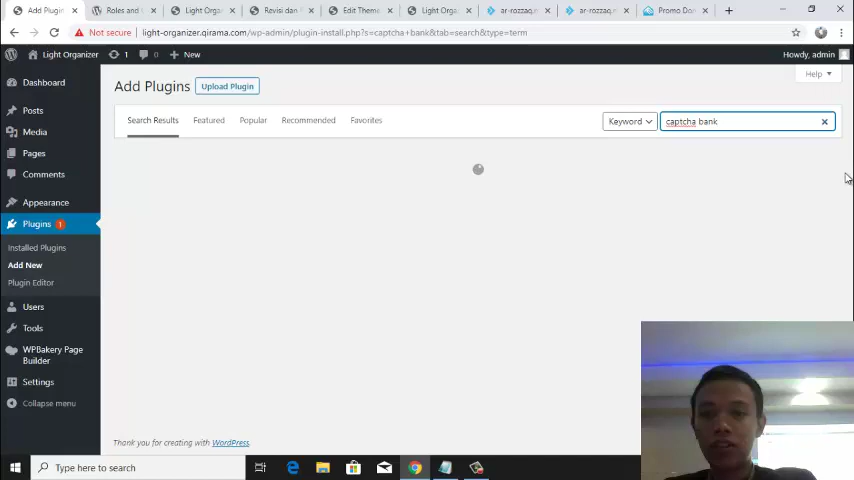 Add Plugin
Roles and
Light Orga
Revisi dan
Edit Theme
Light Orga
ar-rozzaq.
ar-rozzaq.
Promo Do
Not secure
light-organizer.qirama.com/wp-admin/plugin-install.php?s=captcha+bank&tab=search&type=term
Light Organizer
1
0
New
Howdy, admin
Dashboard
Posts
Media
Pages
Comments
Appearance
Plugins 1
Installed Plugins
Add New
Plugin Editor
Users
Tools
WPBakery Page
Builder
Settings
Collapse menu
Help
Add Plugins
Upload Plugin
Search Results
Featured
Popular
Recommended
Favorites
Keyword
captcha bank
Thank you for creating with WordPress.
Type here to search